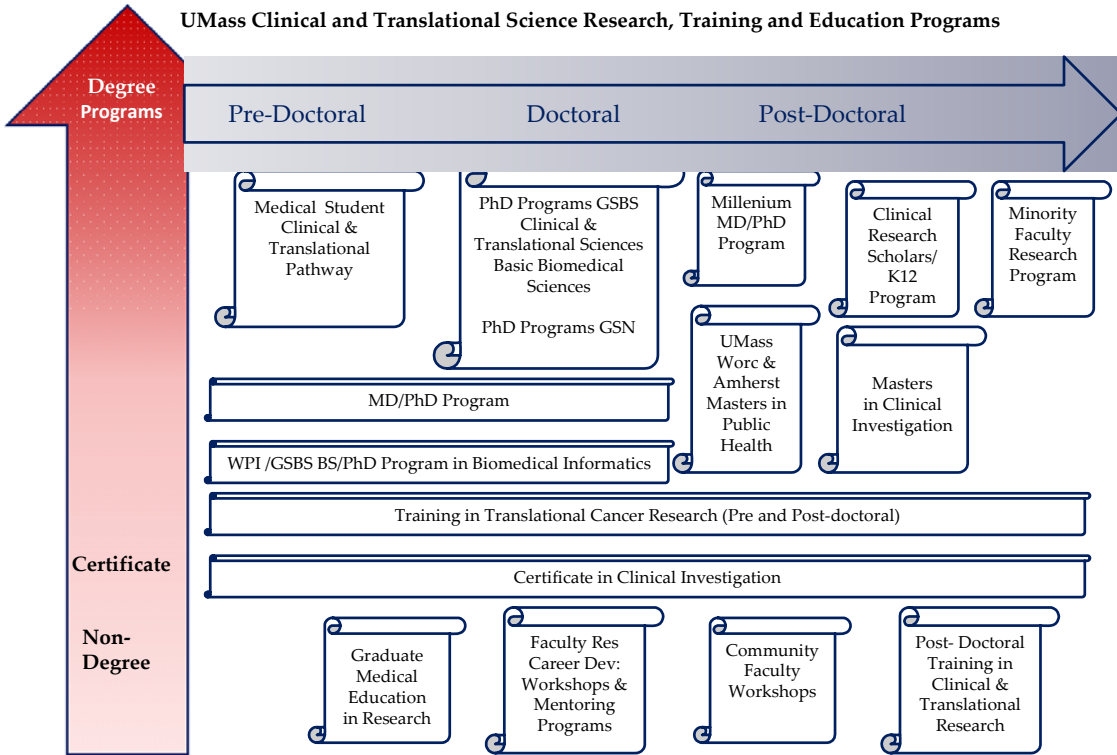 UMass Clinical and Translational Science Research, Training and Education Programs
Degree
Programs
Pre-Doctoral
Doctoral
Post-Doctoral
Medical Student
Clinical &
Translational
Pathway
PhD Programs GSBS
Clinical &
Translational Sciences
Basic Biomedical
Sciences
PhD Programs GSN
Millenium
MD/PhD
Program
Clinical
Research
Scholars/
K12
Program
Minority
Faculty
Research
Program
MD/PhD Program
UMass
Worc &
Amherst
Masters in
Public
Health
Masters
in Clinical
Investigation
WPI /GSBS BS/PhD Program in Biomedical Informatics
Training in Translational Cancer Research (Pre and Post-doctoral)
Certificate
Certificate in Clinical Investigation
Non-
Degree
Graduate
Medical
Education
in Research
Faculty Res
Career Dev:
Workshops &
Mentoring
Programs
Community
Faculty
Workshops
Post- Doctoral
Training in
Clinical &
Translational
Research